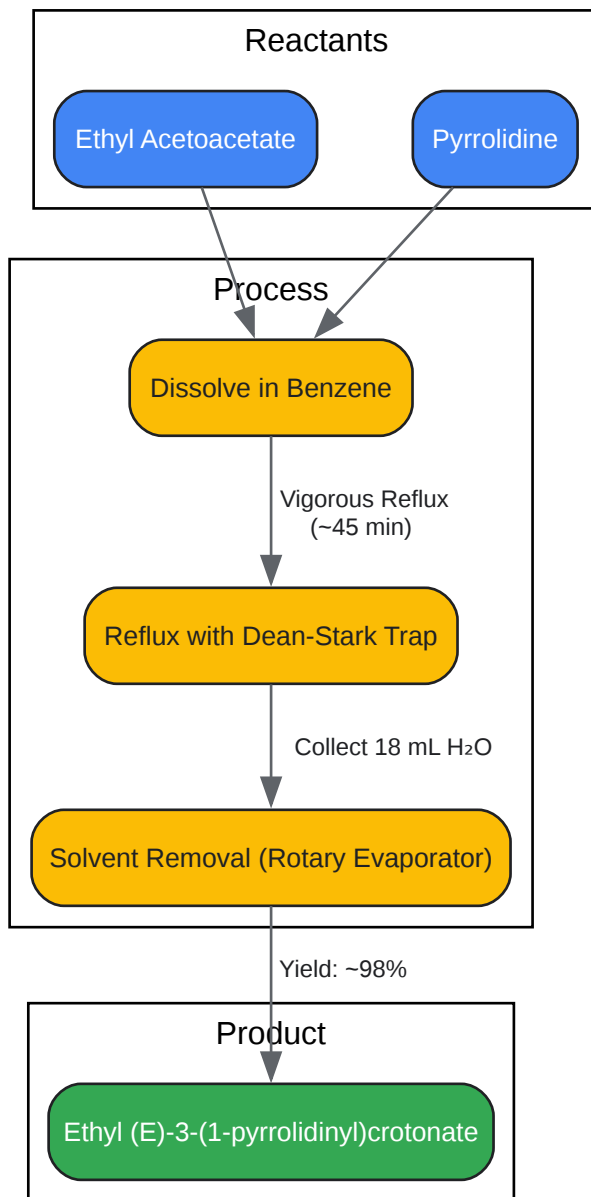 Reactants
Ethyl Acetoacetate
Pyrrolidine
Process
Dissolve in Benzene
Vigorous Reflux
(~45 min)
Reflux with Dean-Stark Trap
Collect 18 mL H₂O
Solvent Removal (Rotary Evaporator)
Yield: ~98%
Product
Ethyl (E)-3-(1-pyrrolidinyl)crotonate